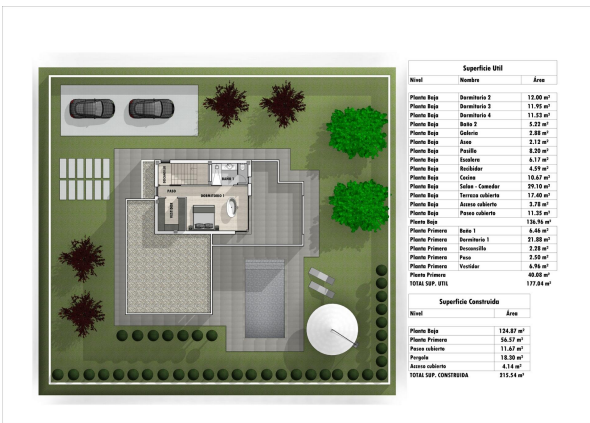 Superficie Util
Nivel Nombre Área
Planta Baja Dormitorio 2 12.00 m²
Planta Baja Dormitorio 3 11.95 m²
Planta Baja Dormitorio 4 11.53 m²
Planta Baja Baño 2 5.22 m²
Planta Baja Galeria 2.88 m²
Planta Baja Aseo 2.12 m²
Planta Baja Pasillo 8.20 m²
Planta Baja Escalera 6.17 m²
Planta Baja Recibidor 4.59 m²
Planta Baja Cocina 10.67 m²
Planta Baja Salon - Comedor 29.10 m²
Planta Baja Terraza cubierta 17.40 m²
Planta Baja Acceso cubierto 3.78 m²
Planta Baja Paseo cubierto 11.35 m²
Planta Baja 136.96 m²
Planta Primera Baño 1 6.46 m²
Planta Primera Dormitorio 1 21.88 m²
Planta Primera Descansillo 2.28 m²
Planta Primera Paso 2.50 m²
Planta Primera Vestidor 6.96 m²
Planta Primera 40.08 m²
TOTAL SUP. UTIL 177.04 m²
Superficie Construida
Nivel Área
Planta Baja 124.87 m²
Planta Primera 56.57 m²
Paseo cubierto 11.67 m²
Pergola 18.30 m²
Acceso cubierto 4.14 m²
TOTAL SUP. CONSTRUIDA 215.54 m²
BAÑO 1
PASO
DORMITORIO 1
VESTIDOR